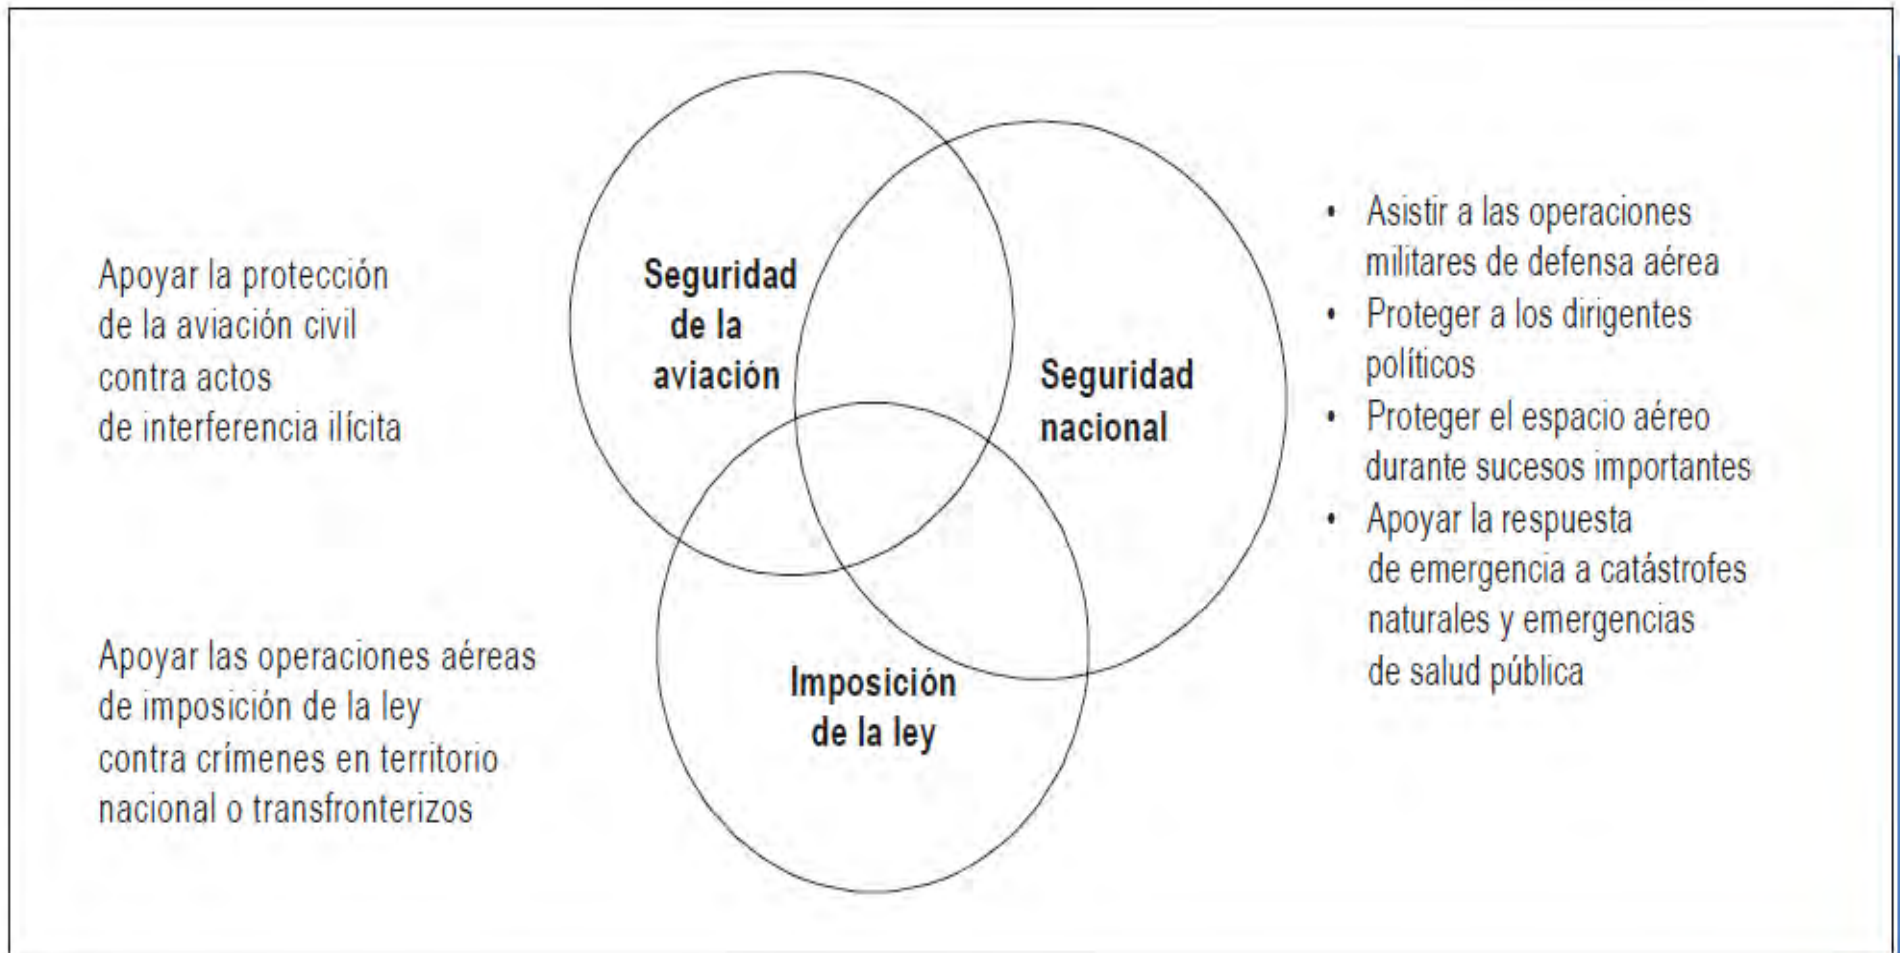 Apoyar la protección
de la aviación civil
contra actos
de interferencia ilícita
Apoyar las operaciones aéreas
de imposición de la ley
contra crímenes en territorio
nacional o transfronterizos
Seguridad
de la
aviación
Seguridad
nacional
Imposición
de la ley
• Asistir a las operaciones
militares de defensa aérea
• Proteger a los dirigentes
políticos
• Proteger el espacio aéreo
durante sucesos importantes
• Apoyar la respuesta
de emergencia a catástrofes
naturales y emergencias
de salud pública